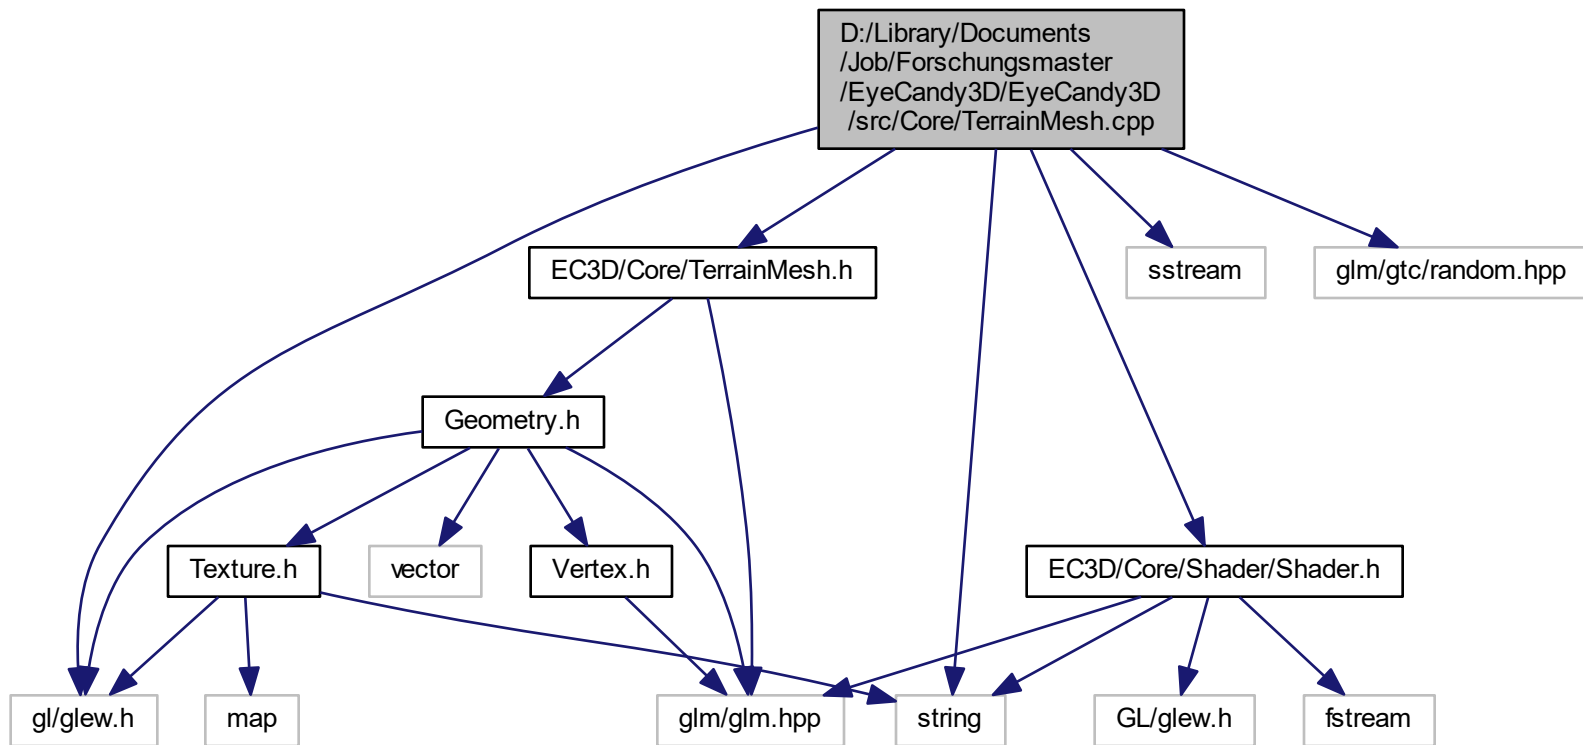 D:/Library/Documents
/Job/Forschungsmaster
/EyeCandy3D/EyeCandy3D
/src/Core/TerrainMesh.cpp
EC3D/Core/TerrainMesh.h
sstream
glm/gtc/random.hpp
Geometry.h
Texture.h
vector
Vertex.h
EC3D/Core/Shader/Shader.h
gl/glew.h
map
glm/glm.hpp
string
GL/glew.h
fstream